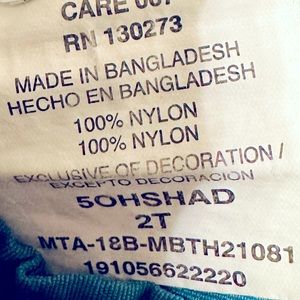 CARE 007
RN 130273
MADE IN BANGLADESH
HECHO EN BANGLADESH
100% NYLON
100% NYLON
EXCLUSIVE OF DECORATION /
EXCEPTO DECORACION
5OHSHAD
2T
MTA-18B-MBTH21081
191056622220